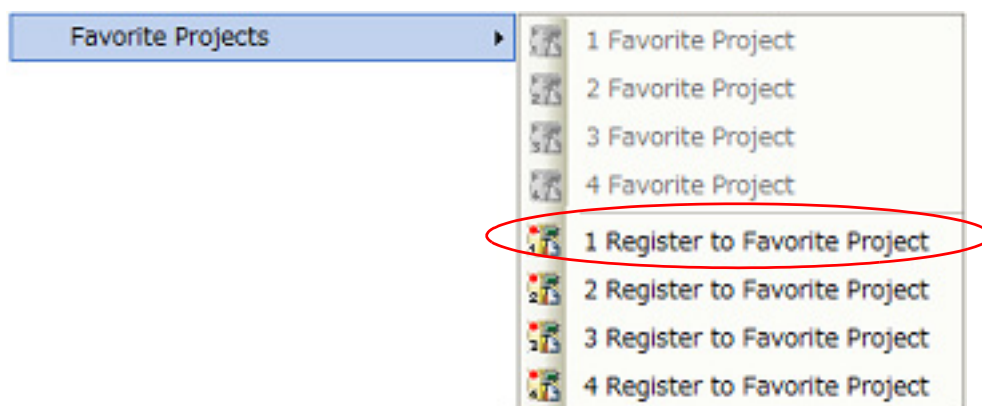 Favorite Projects
1 Favorite Project
2 Favorite Project
3 Favorite Project
4 Favorite Project
1 Register to Favorite Project
2 Register to Favorite Project
3 Register to Favorite Project
4 Register to Favorite Project